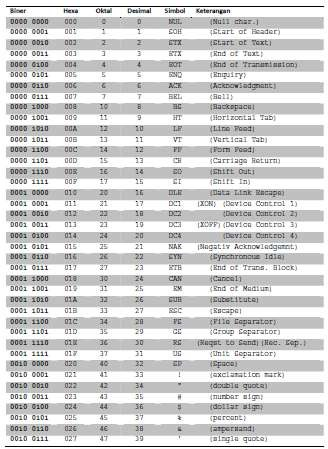 Biner Hexa Oktal Desimal Simbol Keterangan
0000 0000 000 0 0 NUL (Null char.)
0000 0001 001 1 1 SOH (Start of Header)
0000 0010 002 2 2 STX (Start of Text)
0000 0011 003 3 3 ETX (End of Text)
0000 0100 004 4 4 EOT (End of Transmission)
0000 0101 005 5 5 ENQ (Enquiry)
0000 0110 006 6 6 ACK (Acknowledgment)
0000 0111 007 7 7 BEL (Bell)
0000 1000 008 10 8 BS (Backspace)
0000 1001 009 11 9 HT (Horizontal Tab)
0000 1010 00A 12 10 LF (Line Feed)
0000 1011 00B 13 11 VT (Vertical Tab)
0000 1100 00C 14 12 FF (Form Feed)
0000 1101 00D 15 13 CR (Carriage Return)
0000 1110 00E 16 14 SO (Shift Out)
0000 1111 00F 17 15 SI (Shift In)
0001 0000 010 20 16 DLE (Data Link Escape)
0001 0001 011 21 17 DC1 (XON) (Device Control 1)
0001 0010 012 22 18 DC2 (Device Control 2)
0001 0011 013 23 19 DC3 (XOFF)(Device Control 3)
0001 0100 014 24 20 DC4 (Device Control 4)
0001 0101 015 25 21 NAK (Negativ Acknowledgemnt)
0001 0110 016 26 22 SYN (Synchronous Idle)
0001 0111 017 27 23 ETB (End of Trans. Block)
0001 1000 018 30 24 CAN (Cancel)
0001 1001 019 31 25 EM (End of Medium)
0001 1010 01A 32 26 SUB (Substitute)
0001 1011 01B 33 27 ESC (Escape)
0001 1100 01C 34 28 FS (File Separator)
0001 1101 01D 35 29 GS (Group Separator)
0001 1110 01E 36 30 RS (Reqst to Send)(Rec. Sep.)
0001 1111 01F 37 31 US (Unit Separator)
0010 0000 020 40 32 SP (Space)
0010 0001 021 41 33 ! (exclamation mark)
0010 0010 022 42 34 " (double quote)
0010 0011 023 43 35 # (number sign)
0010 0100 024 44 36 $ (dollar sign)
0010 0101 025 45 37 % (percent)
0010 0110 026 46 38 & (ampersand)
0010 0111 027 47 39 ' (single quote)